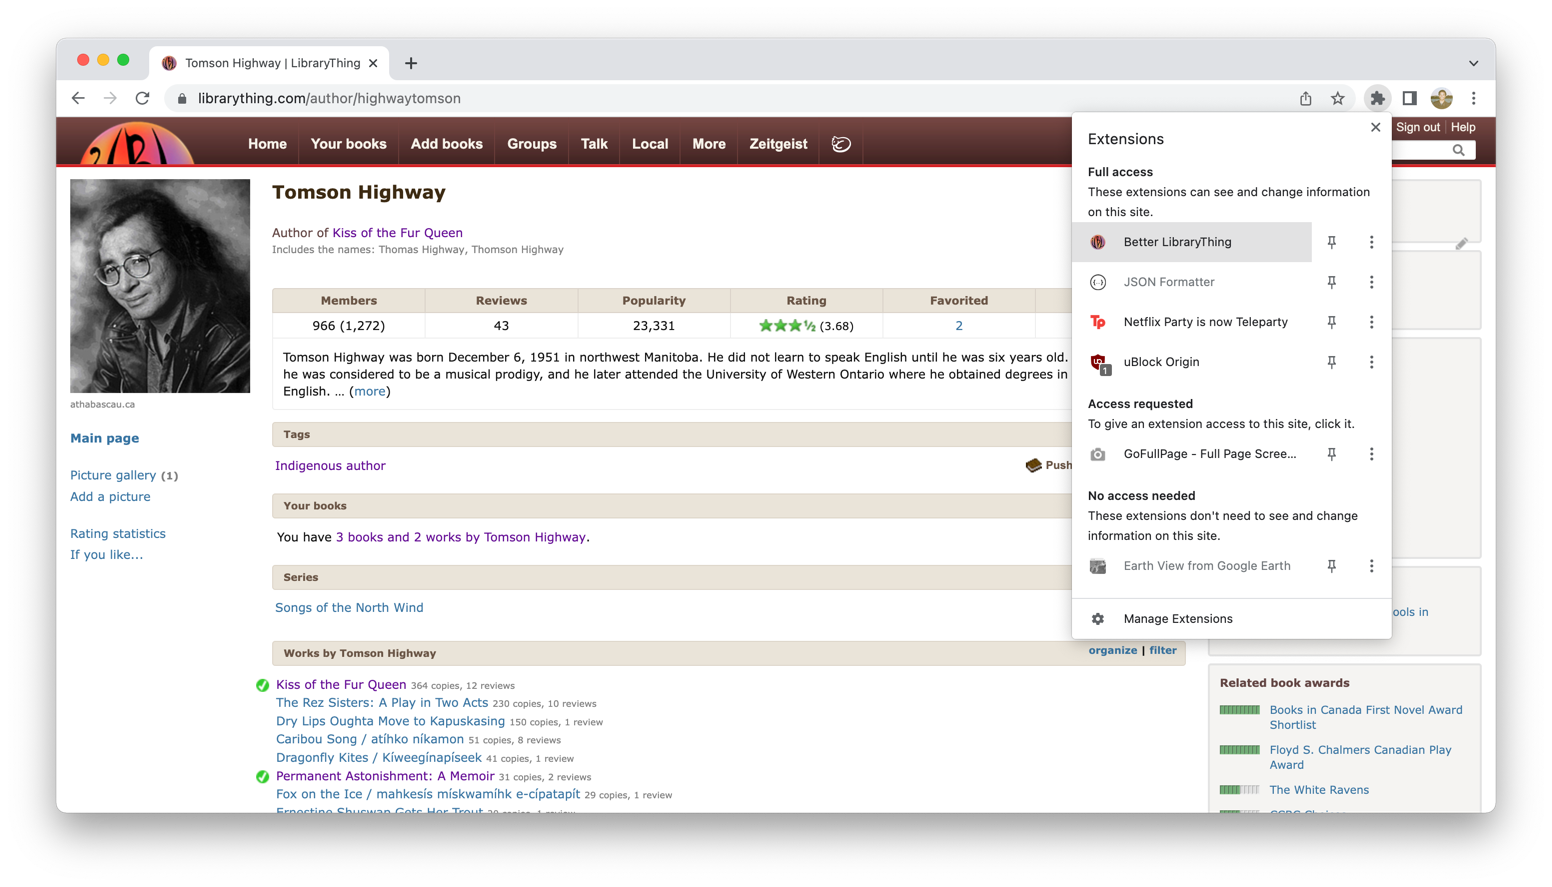 Tomson Highway | LibraryThing
librarything.com/author/highwaytomson
Home
Your books
Add books
Groups
Talk
Local
More
Zeitgeist
Sign out
Help
Tomson Highway
Author of Kiss of the Fur Queen
Includes the names: Thomas Highway, Thomson Highway
athabascau.ca
Main page
Picture gallery (1)
Add a picture
Rating statistics
If you like...
Members Reviews Popularity Rating Favorited
966 (1,272) 43 23,331 (3.68) 2
Tomson Highway was born December 6, 1951 in northwest Manitoba. He did not learn to speak English until he was six years old.
he was considered to be a musical prodigy, and he later attended the University of Western Ontario where he obtained degrees in
English. … (more)
Tags
Indigenous author
Push
Your books
You have 3 books and 2 works by Tomson Highway.
Series
Songs of the North Wind
Works by Tomson Highway
organize | filter
Kiss of the Fur Queen 364 copies, 12 reviews
The Rez Sisters: A Play in Two Acts 230 copies, 10 reviews
Dry Lips Oughta Move to Kapuskasing 150 copies, 1 review
Caribou Song / atíhko níkamon 51 copies, 8 reviews
Dragonfly Kites / Kíweegínapíseek 41 copies, 1 review
Permanent Astonishment: A Memoir 31 copies, 2 reviews
Fox on the Ice / mahkesís mískwamíhk e-cípatapít 29 copies, 1 review
Ernestine Shuswap Gets Her Trout
Extensions
Full access
These extensions can see and change information
on this site.
Better LibraryThing
JSON Formatter
Netflix Party is now Teleparty
uBlock Origin
1
Access requested
To give an extension access to this site, click it.
GoFullPage - Full Page Scree...
No access needed
These extensions don't need to see and change
information on this site.
Earth View from Google Earth
Manage Extensions
ools in
Related book awards
Books in Canada First Novel Award
Shortlist
Floyd S. Chalmers Canadian Play
Award
The White Ravens